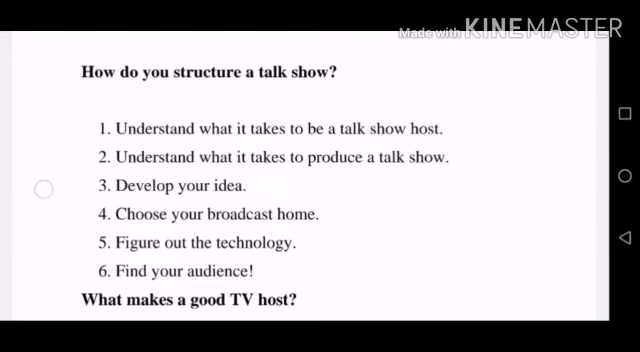 Made with KINEMASTER
How do you structure a talk show?
1. Understand what it takes to be a talk show host.
2. Understand what it takes to produce a talk show.
3. Develop your idea.
4. Choose your broadcast home.
5. Figure out the technology.
6. Find your audience!
What makes a good TV host?